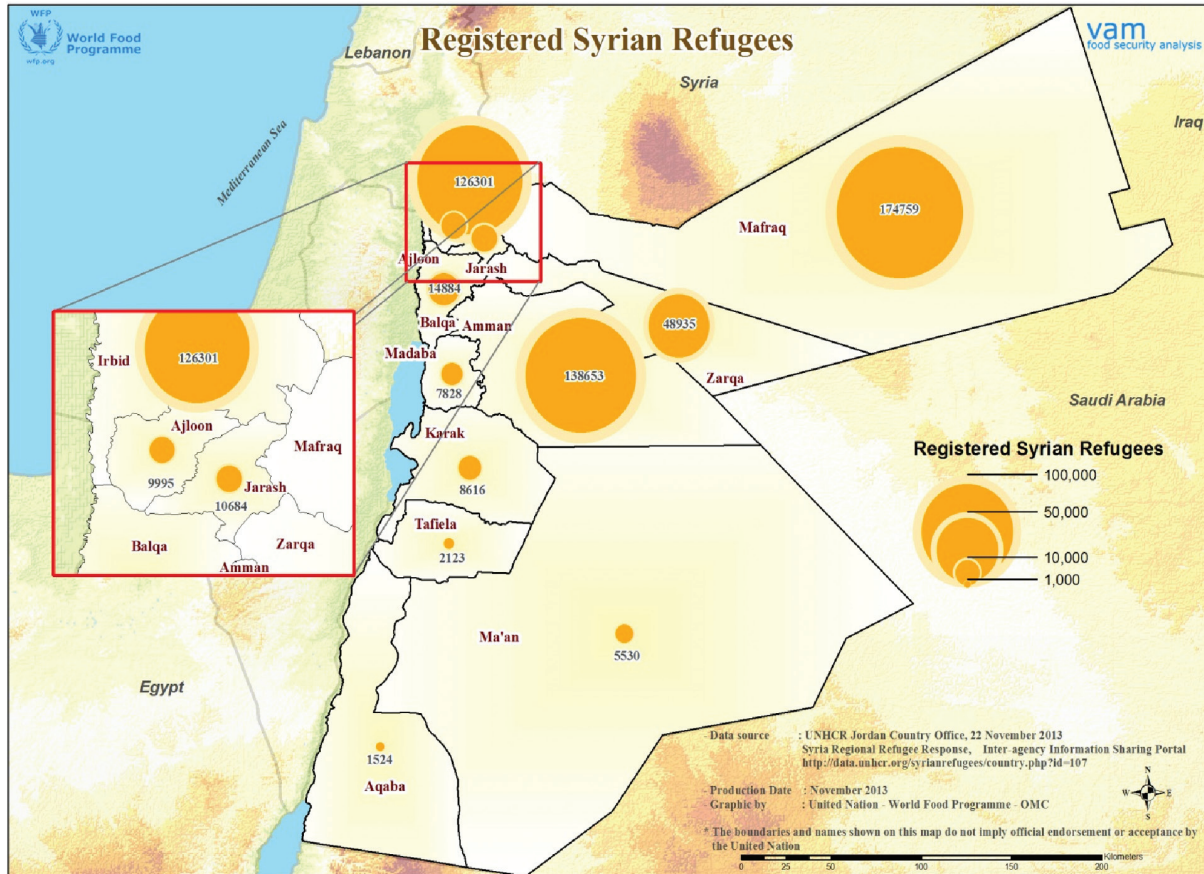 WFP
World Food
Programme
wfp.org
Registered Syrian Refugees
vam
food security analysis
Lebanon
Syria
Iraq
Mediterranean Sea
126301
174759
Mafraq
Ajloon
Jarash
14884
Balqa
Amman
48935
Madaba
138653
Zarqa
7828
Saudi Arabia
Karak
8616
Tafiela
2123
Ma'an
5530
Egypt
1524
Aqaba
Irbid
126301
Ajloon
Mafraq
9995
Jarash
10684
Balqa
Zarqa
Amman
Registered Syrian Refugees
100,000
50,000
10,000
1,000
- Data source : UNHCR Jordan Country Office, 22 November 2013
Syria Regional Refugee Response, Inter-agency Information Sharing Portal
http://data.unhcr.org/syrianrefugees/country.php?id=107
- Production Date : November 2013
Graphic by : United Nation - World Food Programme - OMC
* The boundaries and names shown on this map do not imply official endorsement or acceptance by
the United Nation
N
W E
S
Kilometers
0 25 50 100 150 200